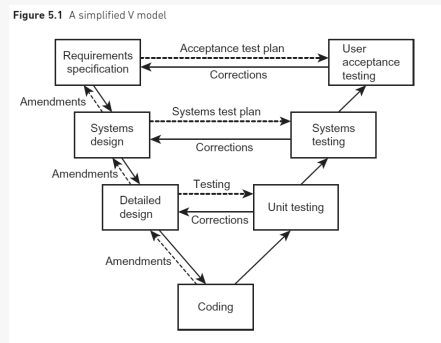 Figure 5.1 A simplified V model
Requirements
specification
Acceptance test plan
Corrections
User
acceptance
testing
Amendments
Systems
design
Systems test plan
Corrections
Systems
testing
Amendments
Detailed
design
Testing
Corrections
Unit testing
Amendments
Coding